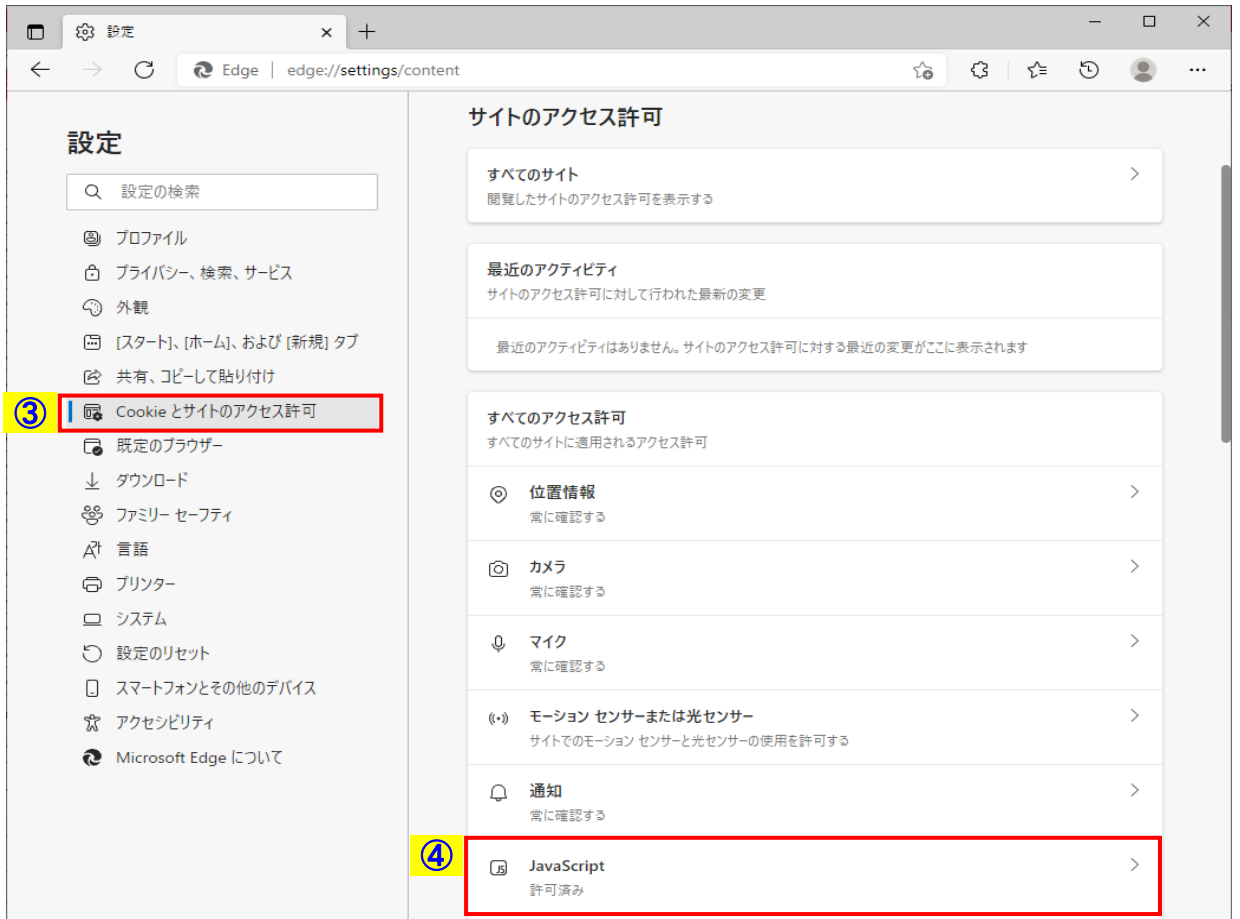 設定
Edge
edge://settings/content
設定
設定の検索
プロファイル
プライバシー、検索、サービス
外観
[スタート]、[ホーム]、および [新規] タブ
共有、コピーして貼り付け
③
Cookie とサイトのアクセス許可
既定のブラウザー
ダウンロード
ファミリー セーフティ
言語
プリンター
システム
設定のリセット
スマートフォンとその他のデバイス
アクセシビリティ
Microsoft Edge について
サイトのアクセス許可
すべてのサイト
閲覧したサイトのアクセス許可を表示する
最近のアクティビティ
サイトのアクセス許可に対して行われた最新の変更
最近のアクティビティはありません。サイトのアクセス許可に対する最近の変更がここに表示されます
すべてのアクセス許可
すべてのサイトに適用されるアクセス許可
位置情報
常に確認する
カメラ
常に確認する
マイク
常に確認する
モーション センサーまたは光センサー
サイトでのモーション センサーと光センサーの使用を許可する
通知
常に確認する
④
JavaScript
許可済み